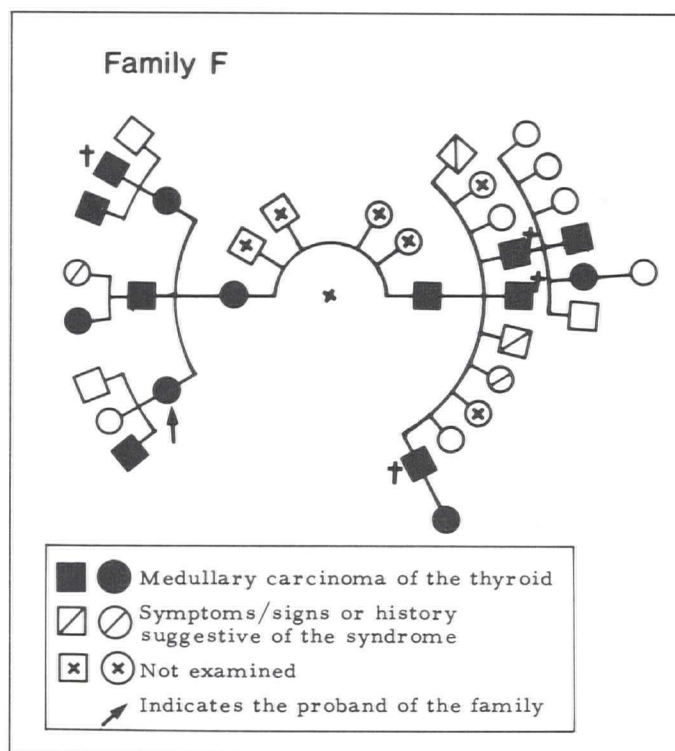 Family F
Medullary carcinoma of the thyroid
Symptoms/signs or history
suggestive of the syndrome
Not examined
Indicates the proband of the family